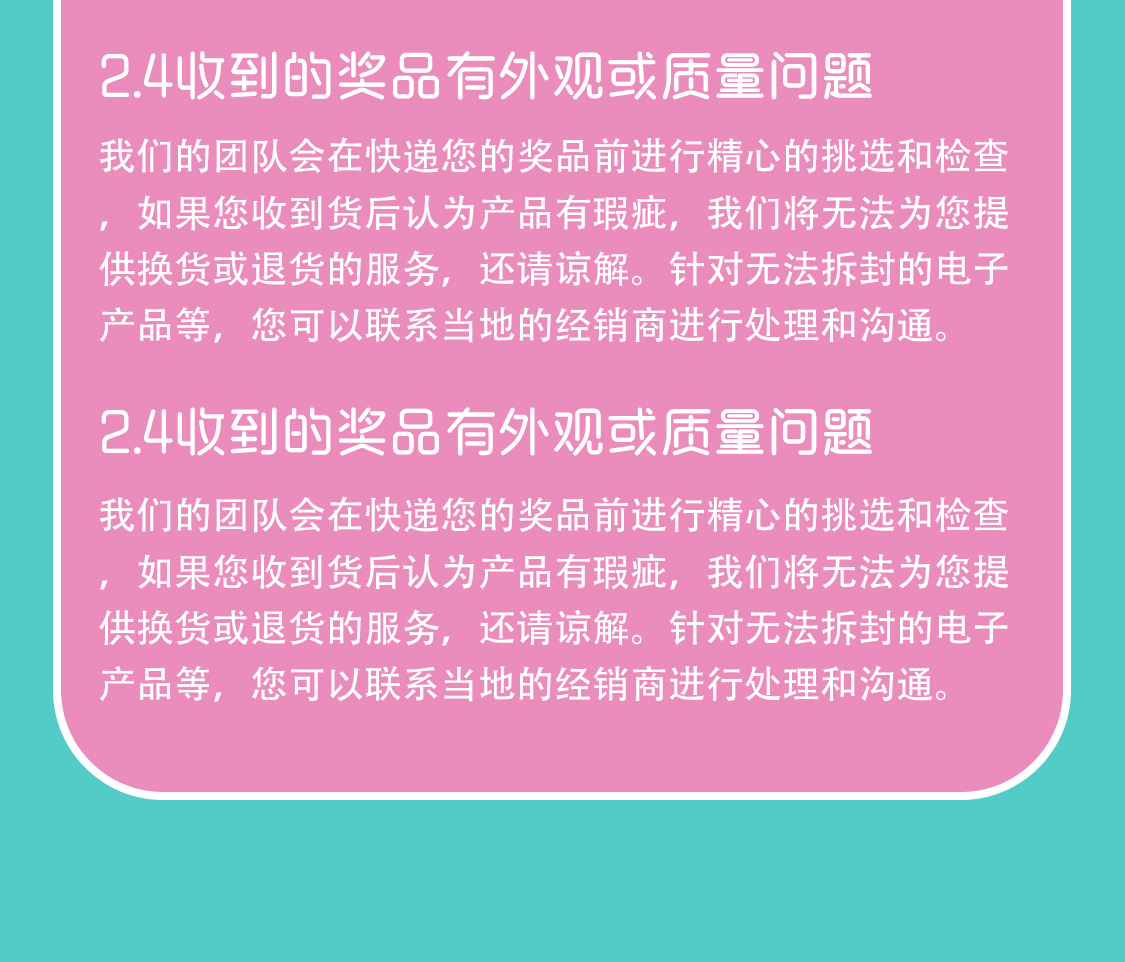 2.4收到的奖品有外观或质量问题
我们的团队会在快递您的奖品前进行精心的挑选和检查
，如果您收到货后认为产品有瑕疵，我们将无法为您提
供换货或退货的服务，还请谅解。针对无法拆封的电子
产品等，您可以联系当地的经销商进行处理和沟通。
2.4收到的奖品有外观或质量问题
我们的团队会在快递您的奖品前进行精心的挑选和检查
，如果您收到货后认为产品有瑕疵，我们将无法为您提
供换货或退货的服务，还请谅解。针对无法拆封的电子
产品等，您可以联系当地的经销商进行处理和沟通。